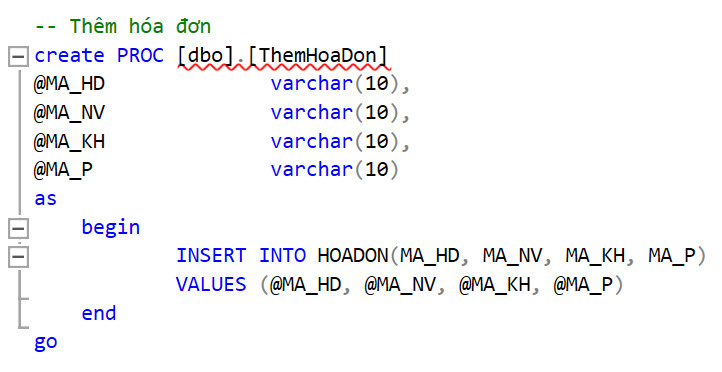 -- Thêm hóa đơn
create PROC [dbo].[ThemHoaDon]
@MA_HD varchar(10),
@MA_NV varchar(10),
@MA_KH varchar(10),
@MA_P varchar(10)
as
begin
INSERT INTO HOADON(MA_HD, MA_NV, MA_KH, MA_P)
VALUES (@MA_HD, @MA_NV, @MA_KH, @MA_P)
end
go